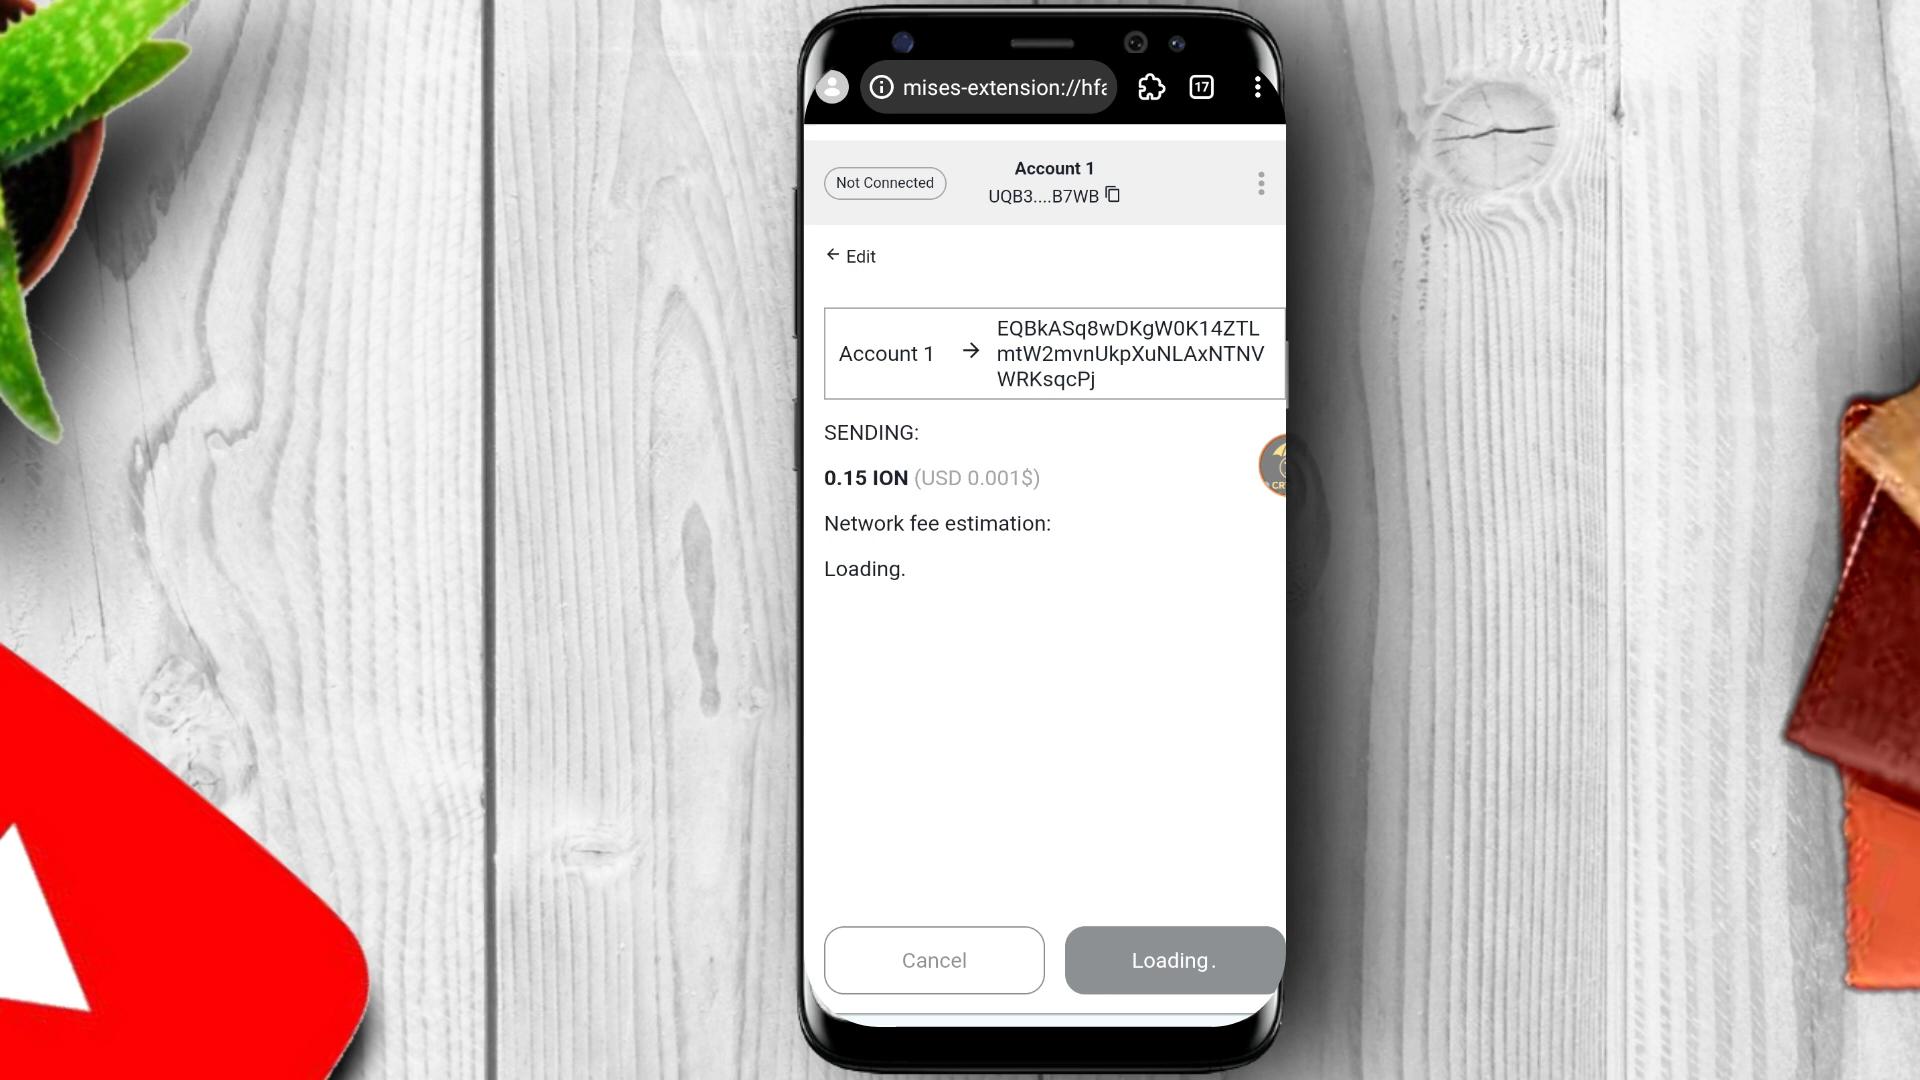 mises-extension://hfa
17
Not Connected
Account 1
UQB3....B7WB
Edit
Account 1
EQBkASq8wDKgW0K14ZTL
mtW2mvnUkpXuNLAxNTNV
WRKsqcPj
SENDING:
0.15 ION (USD 0.001$)
Network fee estimation:
Loading.
Cancel
Loading.